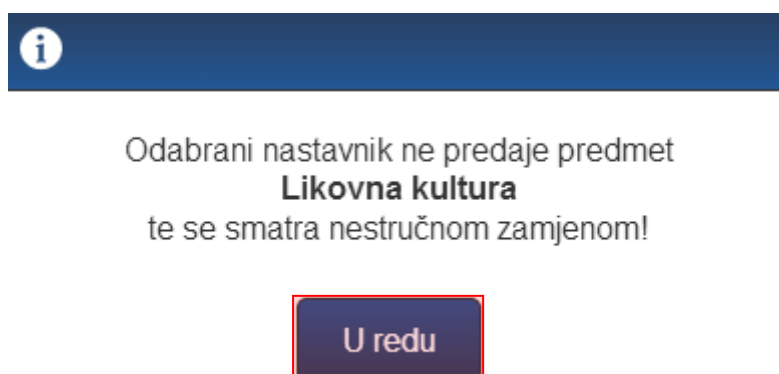 Odabrani nastavnik ne predaje predmet
Likovna kultura
te se smatra nestručnom zamjenom!
U redu